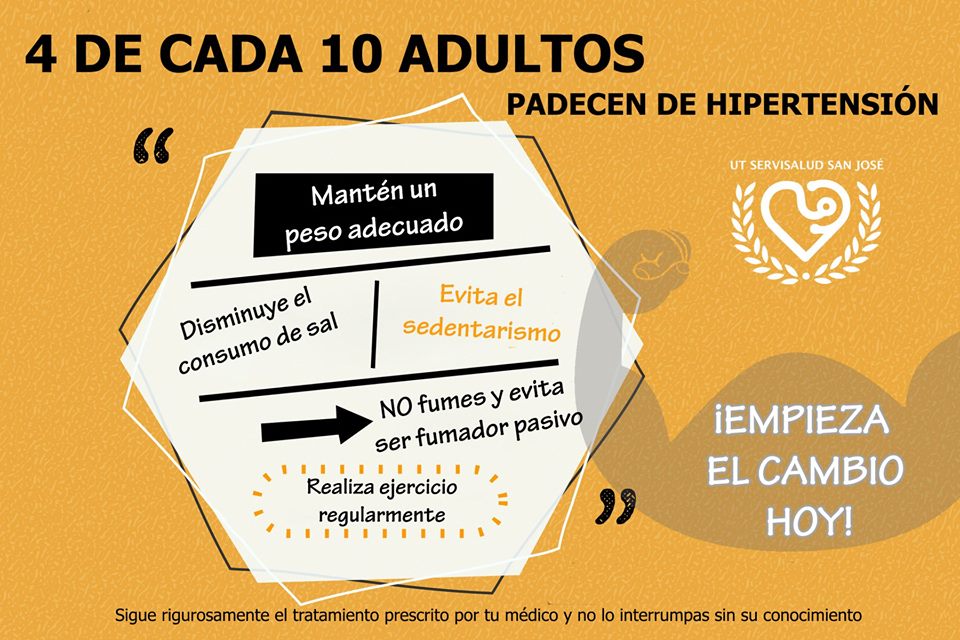 4 DE CADA 10 ADULTOS
PADECEN DE HIPERTENSIÓN
“
UT SERVISALUD SAN JOSÉ
Mantén un
peso adecuado
Disminuye el
consumo de sal
Evita el
sedentarismo
NO fumes y evita
ser fumador pasivo
Realiza ejercicio
regularmente
”
¡EMPIEZA
EL CAMBIO
HOY!
Sigue rigurosamente el tratamiento prescrito por tu médico y no lo interrumpas sin su conocimiento